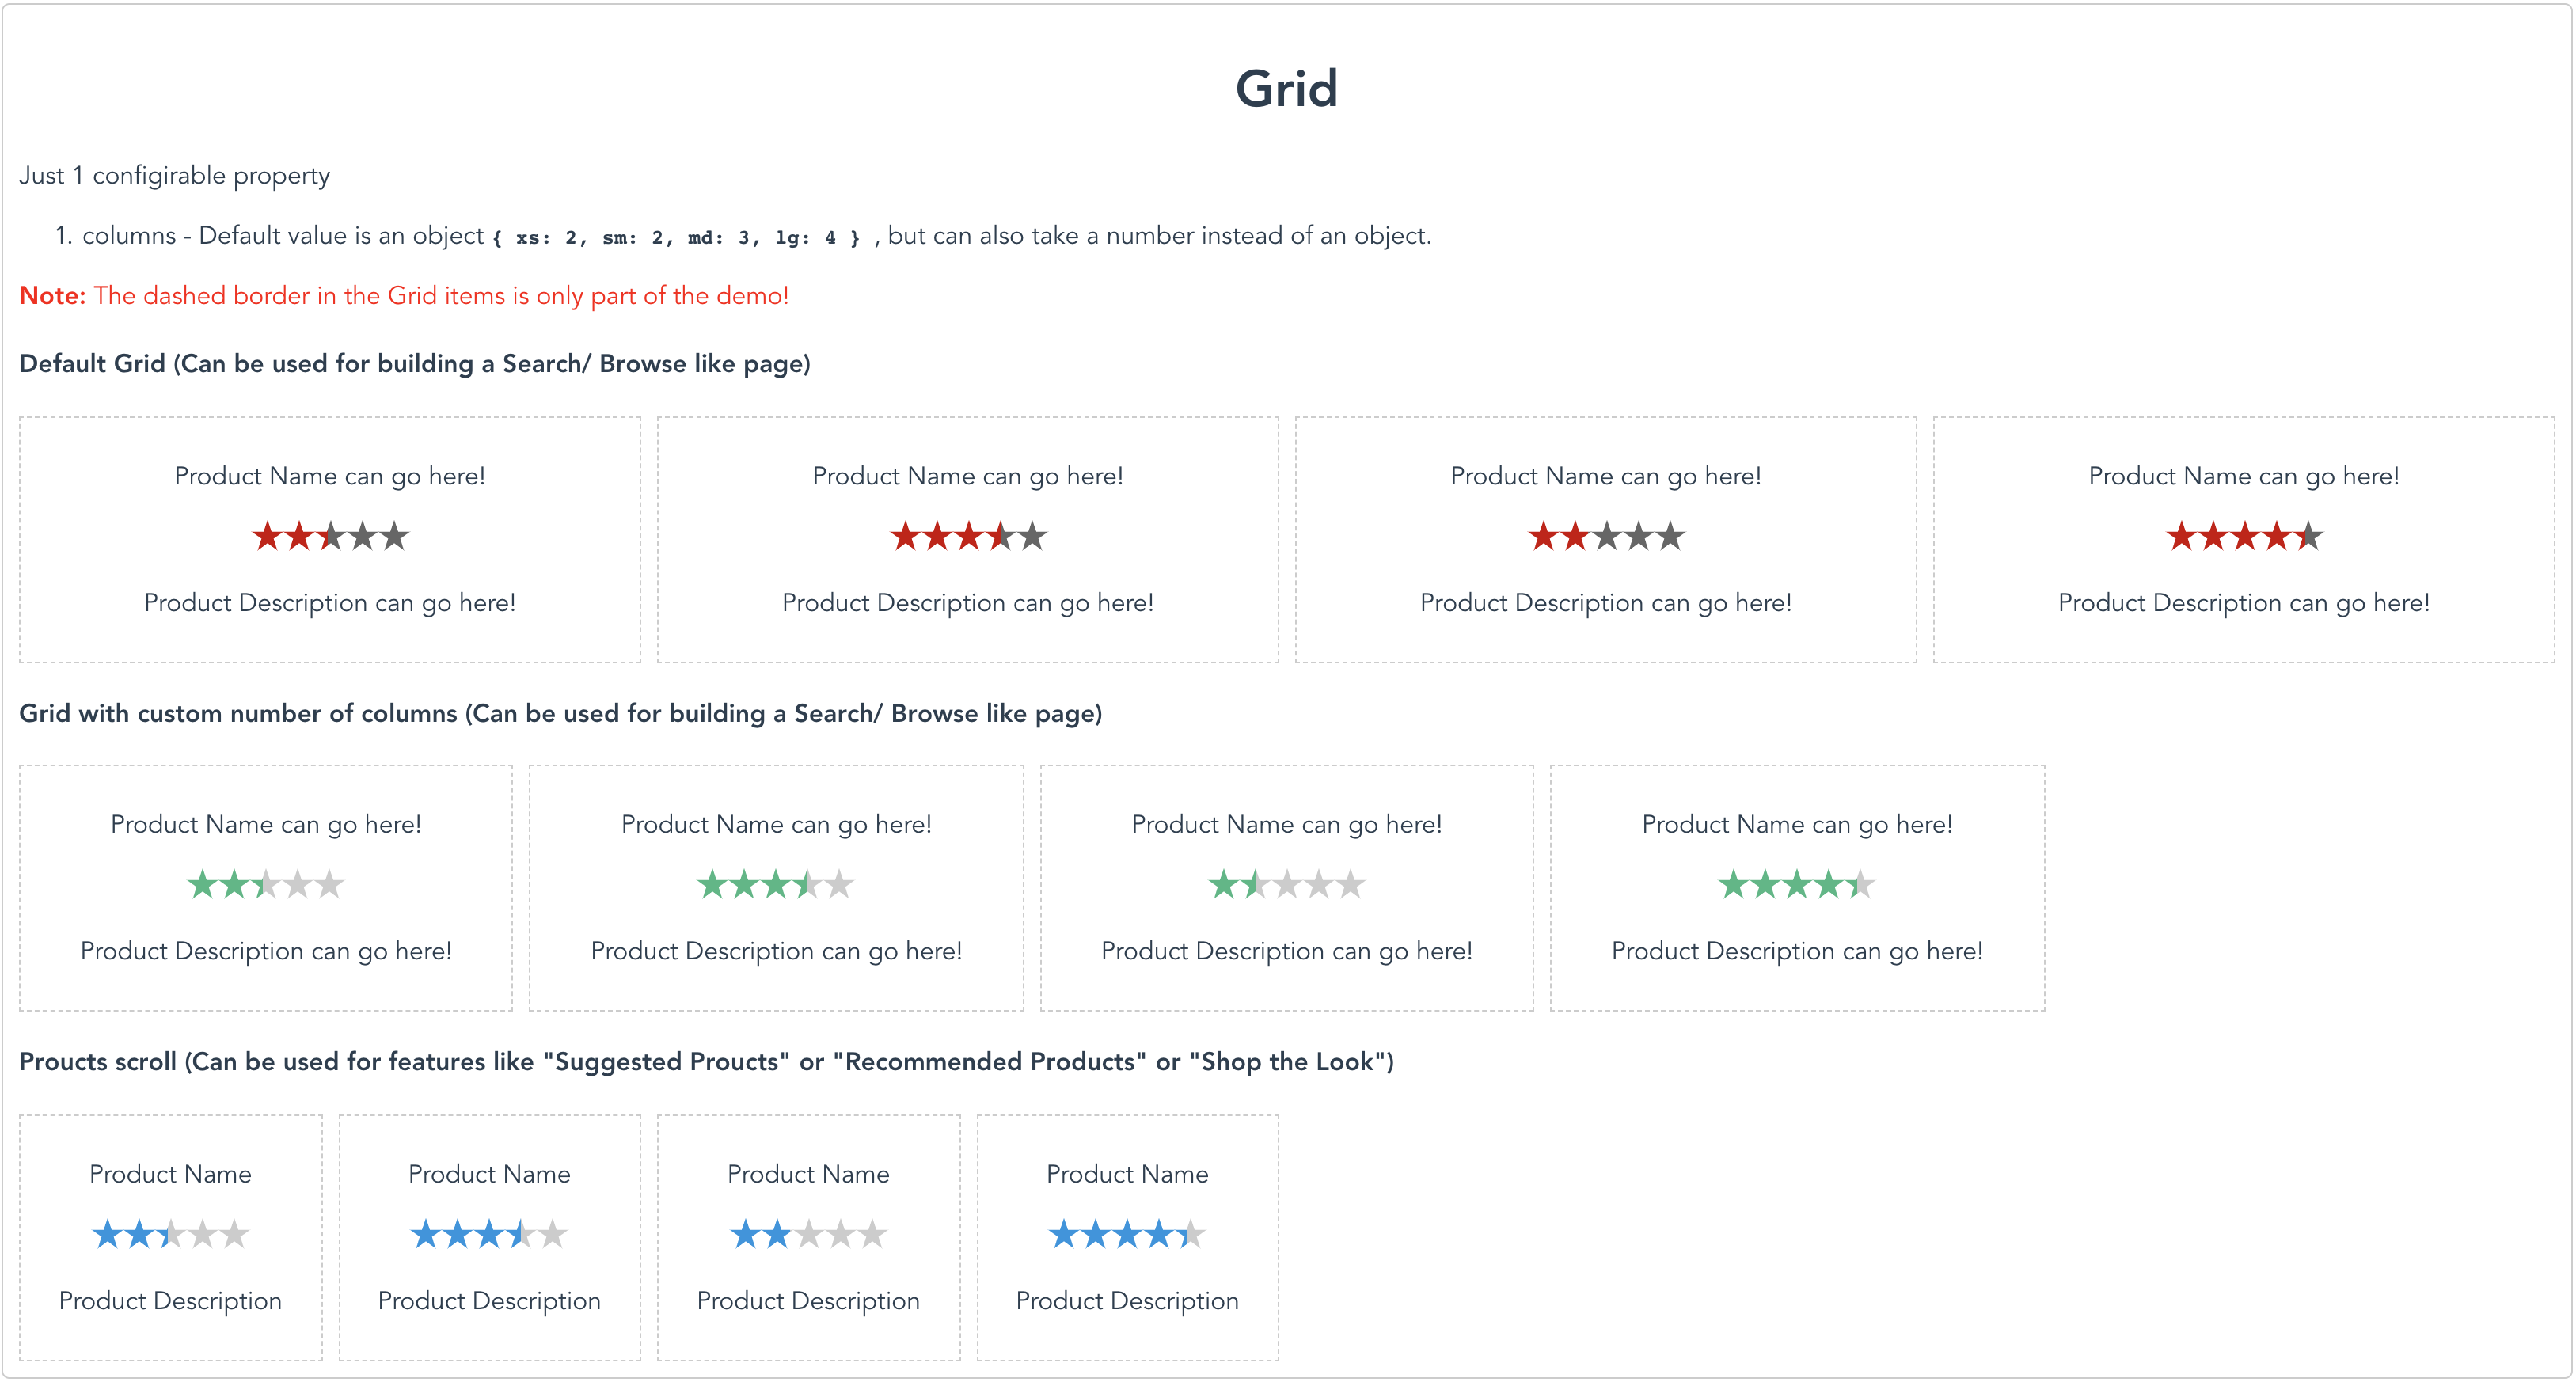 Grid
Just 1 configirable property
1. columns - Default value is an object { xs: 2, sm: 2, md: 3, lg: 4 } , but can also take a number instead of an object.
Note: The dashed border in the Grid items is only part of the demo!
Default Grid (Can be used for building a Search/ Browse like page)
Product Name can go here!
Product Description can go here!
Product Name can go here!
Product Description can go here!
Product Name can go here!
Product Description can go here!
Product Name can go here!
Product Description can go here!
Grid with custom number of columns (Can be used for building a Search/ Browse like page)
Product Name can go here!
Product Description can go here!
Product Name can go here!
Product Description can go here!
Product Name can go here!
Product Description can go here!
Product Name can go here!
Product Description can go here!
Proucts scroll (Can be used for features like "Suggested Proucts" or "Recommended Products" or "Shop the Look")
Product Name
Product Description
Product Name
Product Description
Product Name
Product Description
Product Name
Product Description